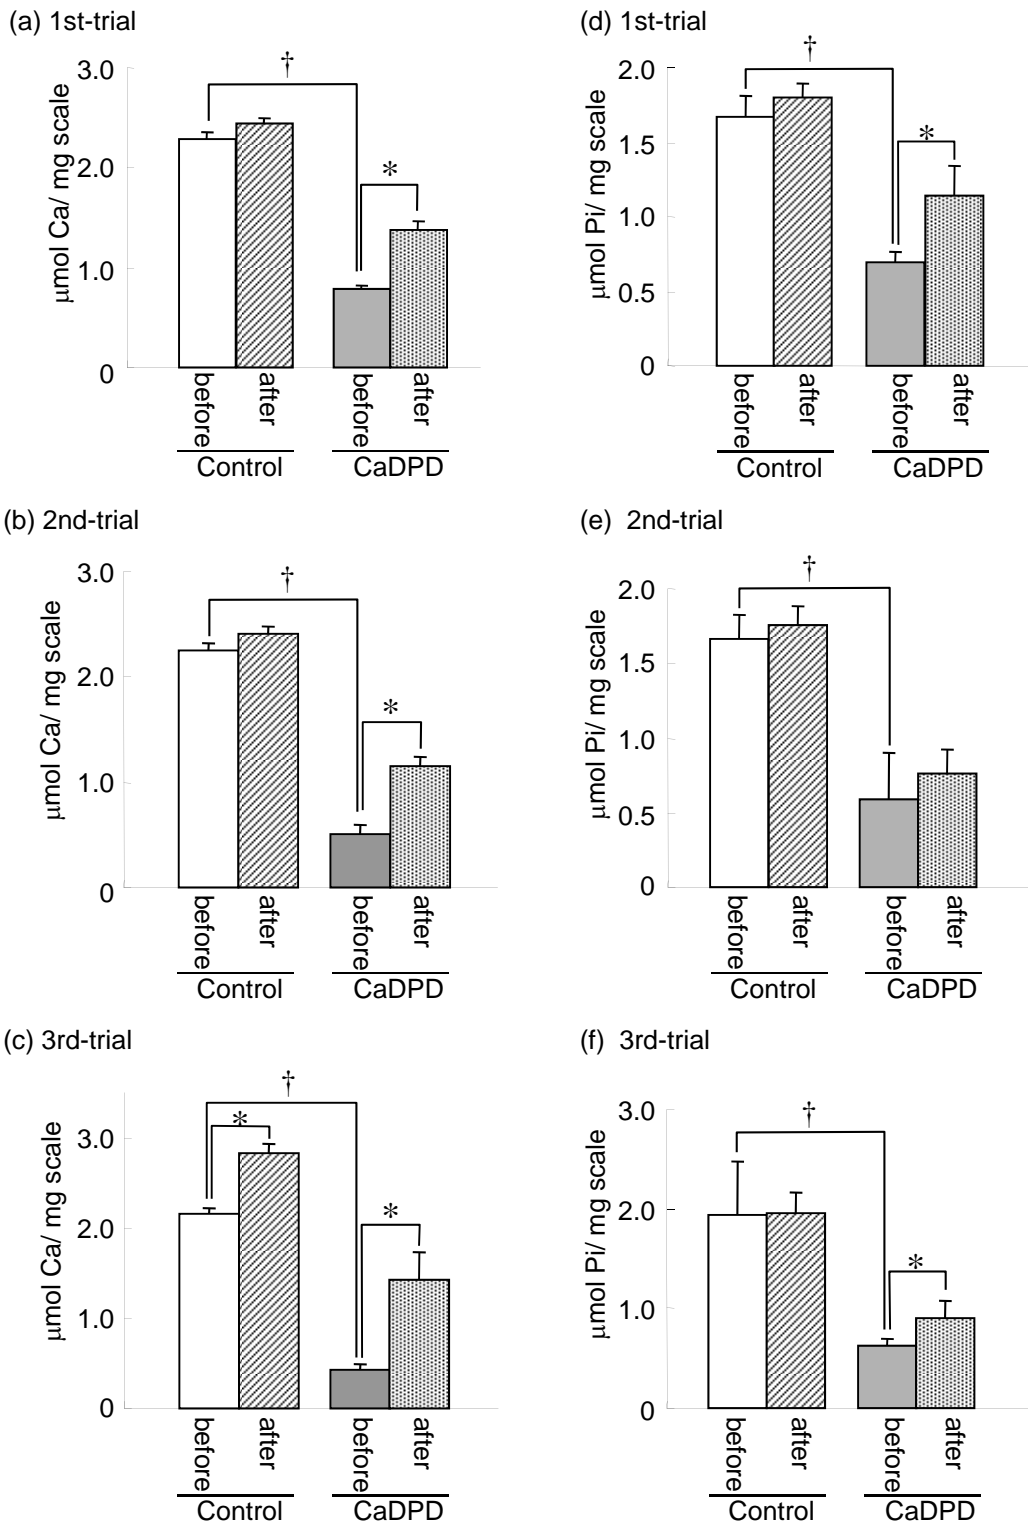 (a) 1st-trial
μmol Ca/ mg scale
3.0
2.0
1.0
0
†
*
before
after
before
after
Control
CaDPD
(d) 1st-trial
μmol Pi/ mg scale
2.0
1.5
1.0
0.5
0
†
*
before
after
before
after
Control
CaDPD
(b) 2nd-trial
μmol Ca/ mg scale
3.0
2.0
1.0
0
†
*
before
after
before
after
Control
CaDPD
(e) 2nd-trial
μmol Pi/ mg scale
2.0
1.5
1.0
0.5
0
†
before
after
before
after
Control
CaDPD
(c) 3rd-trial
μmol Ca/ mg scale
3.0
2.0
1.0
0
†
*
*
before
after
before
after
Control
CaDPD
(f) 3rd-trial
μmol Pi/ mg scale
3.0
2.0
1.0
0
†
*
before
after
before
after
Control
CaDPD